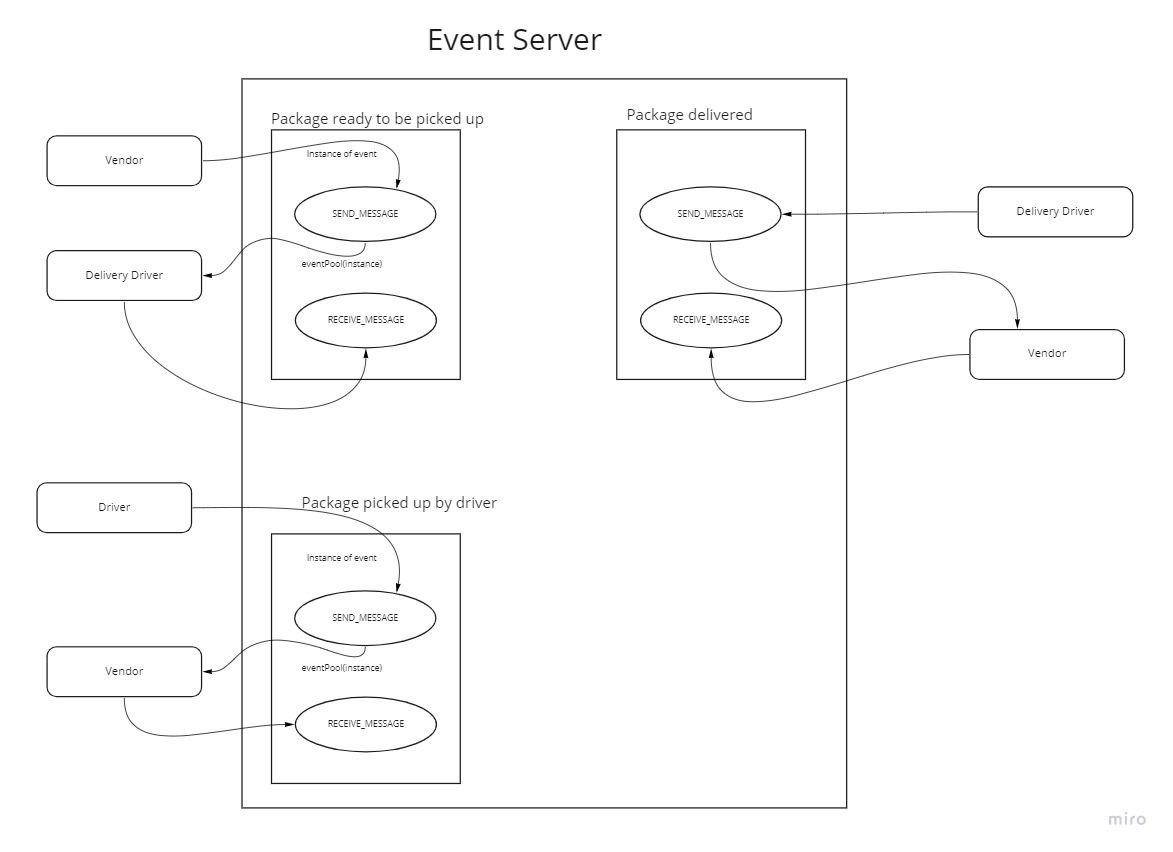 Event Server
Package ready to be picked up
Vendor
Instance of event
SEND_MESSAGE
Delivery Driver
eventPool(instance)
RECEIVE_MESSAGE
Package delivered
SEND_MESSAGE
Delivery Driver
RECEIVE_MESSAGE
Vendor
Package picked up by driver
Driver
Instance of event
SEND_MESSAGE
Vendor
eventPool(instance)
RECEIVE_MESSAGE
miro